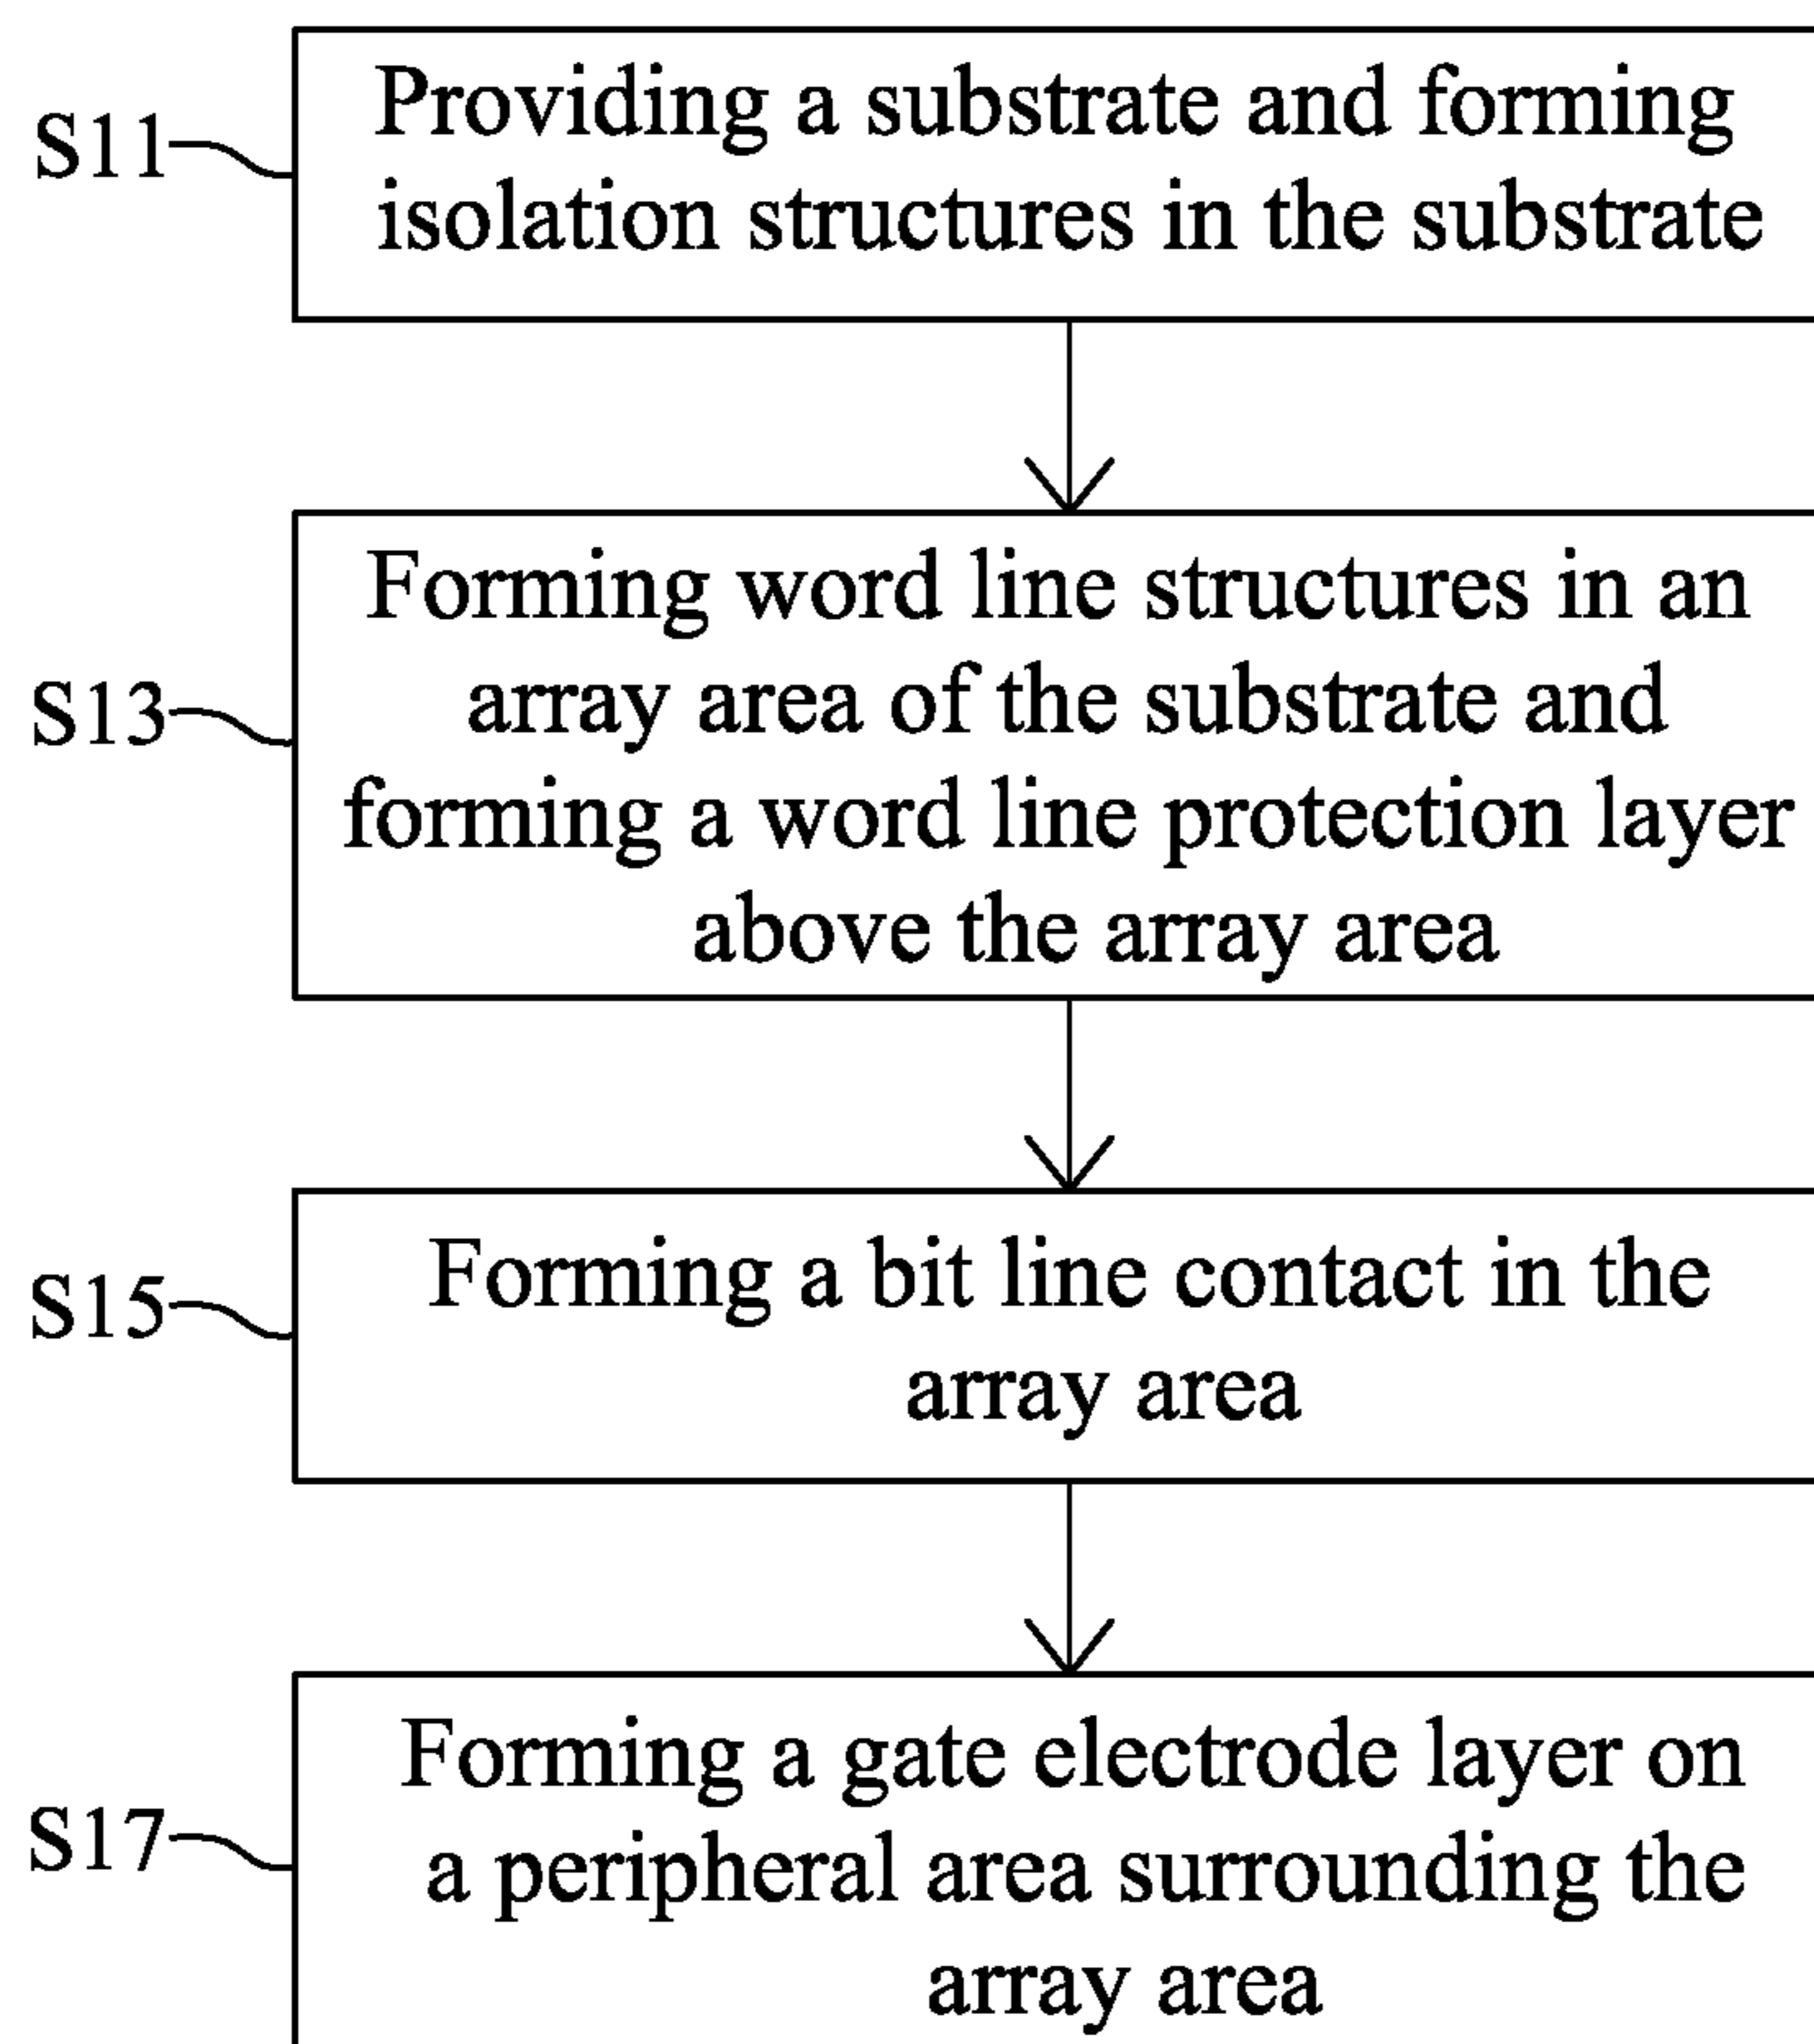 S11
Providing a substrate and forming
isolation structures in the substrate
S13
Forming word line structures in an
array area of the substrate and
forming a word line protection layer
above the array area
S15
Forming a bit line contact in the
array area
S17
Forming a gate electrode layer on
a peripheral area surrounding the
array area